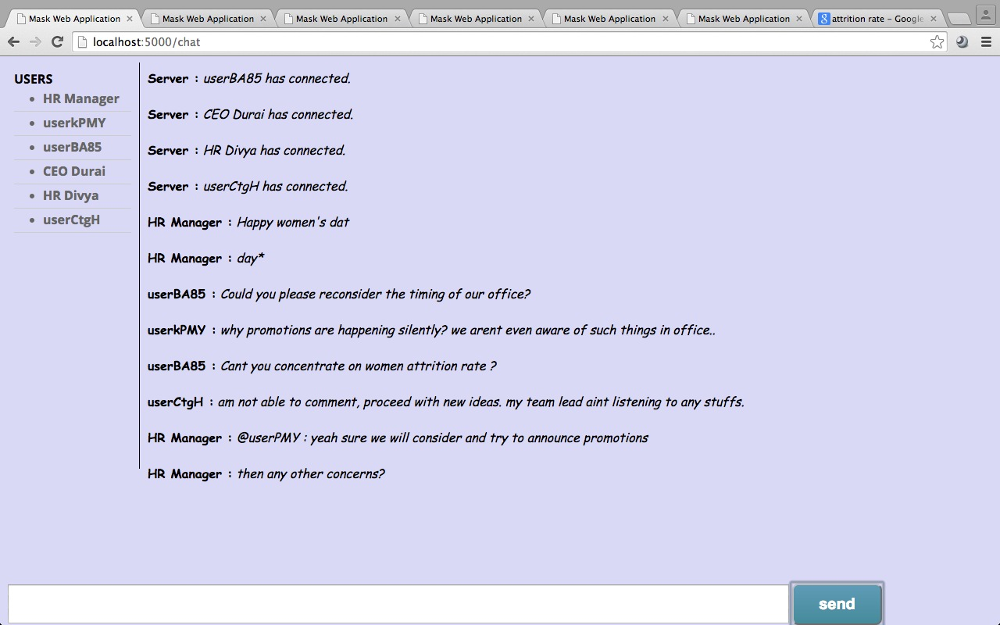 Mask Web Application
Mask Web Application
Mask Web Application
Mask Web Application
Mask Web Application
Mask Web Application
attrition rate – Google
localhost:5000/chat
USERS
HR Manager
userkPMY
userBA85
CEO Durai
HR Divya
userCtgH
Server : userBA85 has connected.
Server : CEO Durai has connected.
Server : HR Divya has connected.
Server : userCtgH has connected.
HR Manager : Happy women's dat
HR Manager : day*
userBA85 : Could you please reconsider the timing of our office?
userkPMY : why promotions are happening silently? we arent even aware of such things in office..
userBA85 : Cant you concentrate on women attrition rate ?
userCtgH : am not able to comment, proceed with new ideas. my team lead aint listening to any stuffs.
HR Manager : @userPMY : yeah sure we will consider and try to announce promotions
HR Manager : then any other concerns?
send